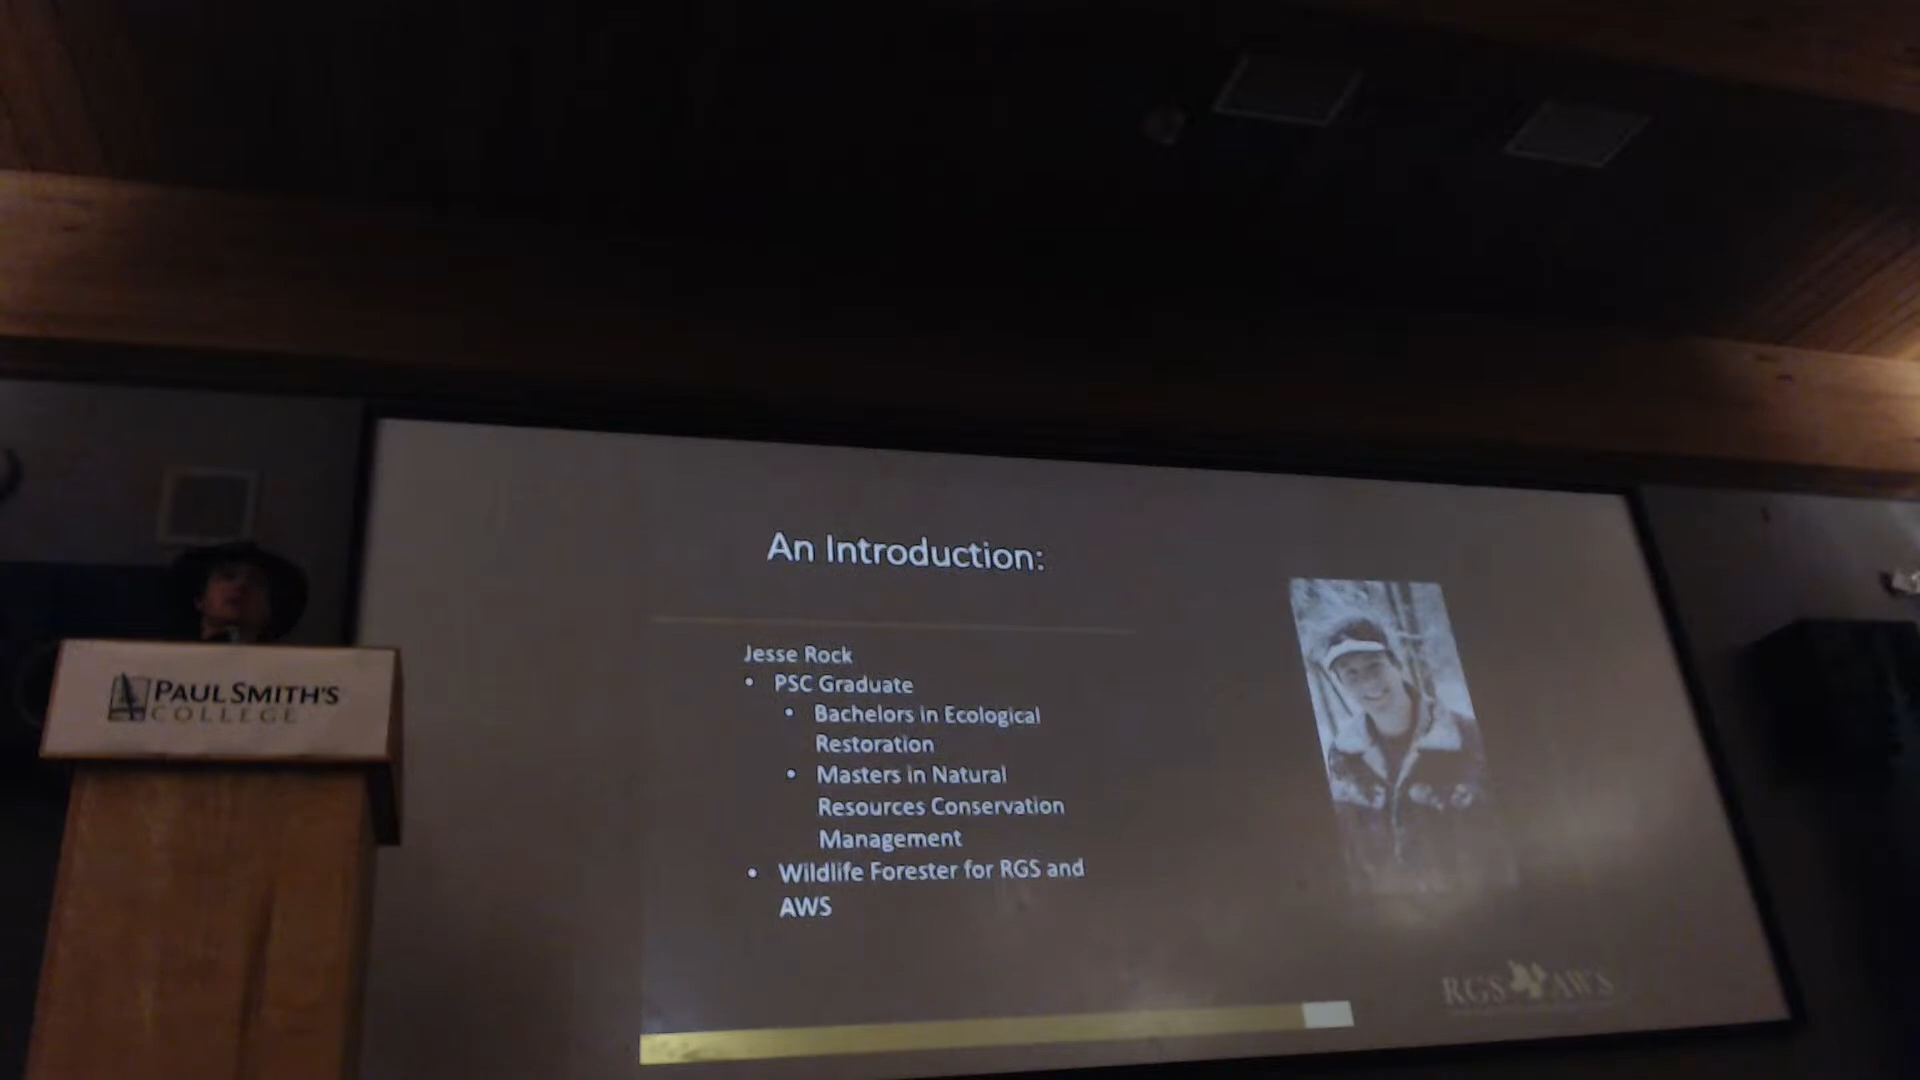 An Introduction:
Jesse Rock
• PSC Graduate
• Bachelors in Ecological
Restoration
• Masters in Natural
Resources Conservation
Management
• Wildlife Forester for RGS and
AWS
PAUL SMITH'S
COLLEGE
RGS AWS